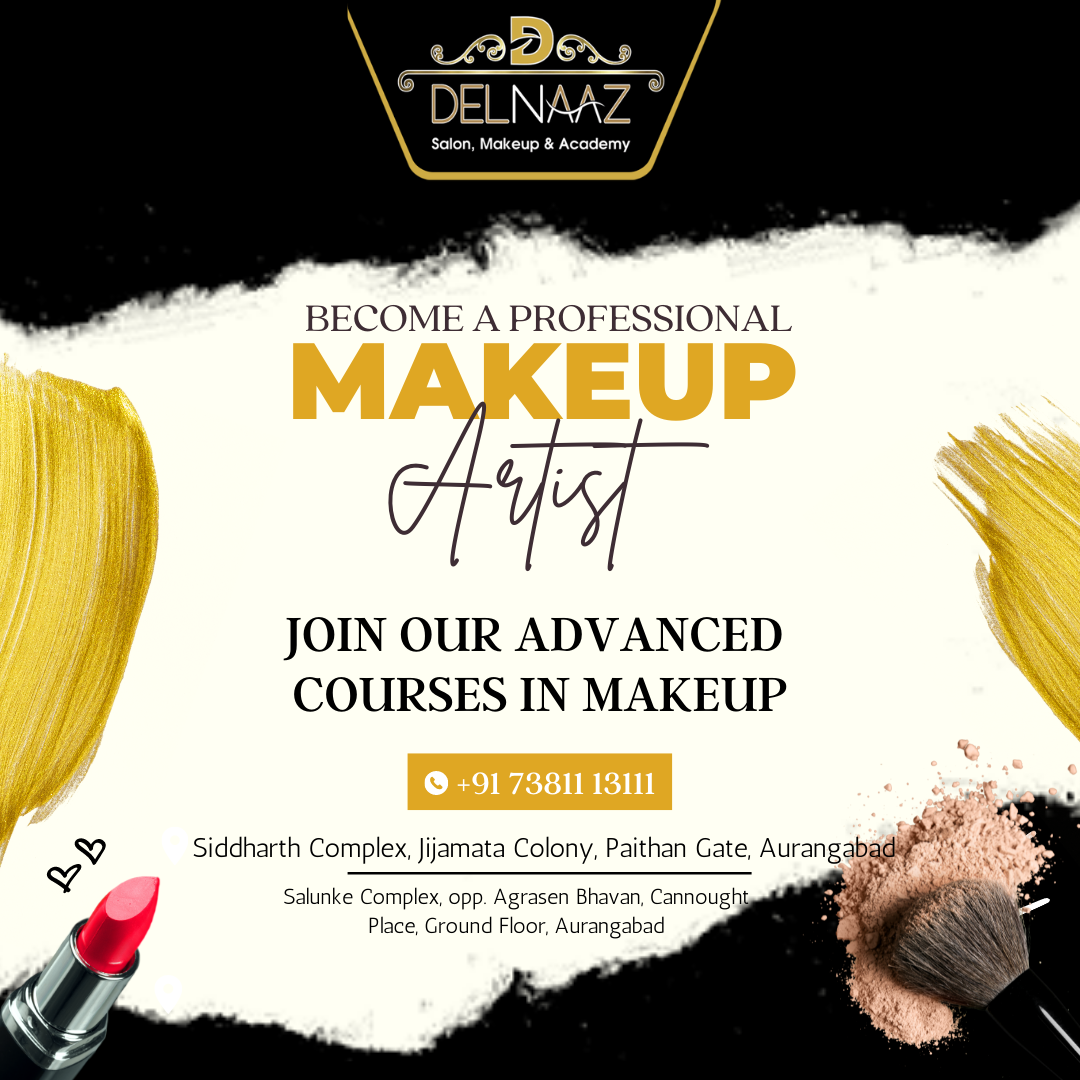 D
DELNAAZ
Salon, Makeup & Academy
BECOME A PROFESSIONAL
MAKEUP
Artist
JOIN OUR ADVANCED
COURSES IN MAKEUP
+91 73811 13111
Siddharth Complex, Jijamata Colony, Paithan Gate, Aurangabad
Salunke Complex, opp. Agrasen Bhavan, Cannought
Place, Ground Floor, Aurangabad